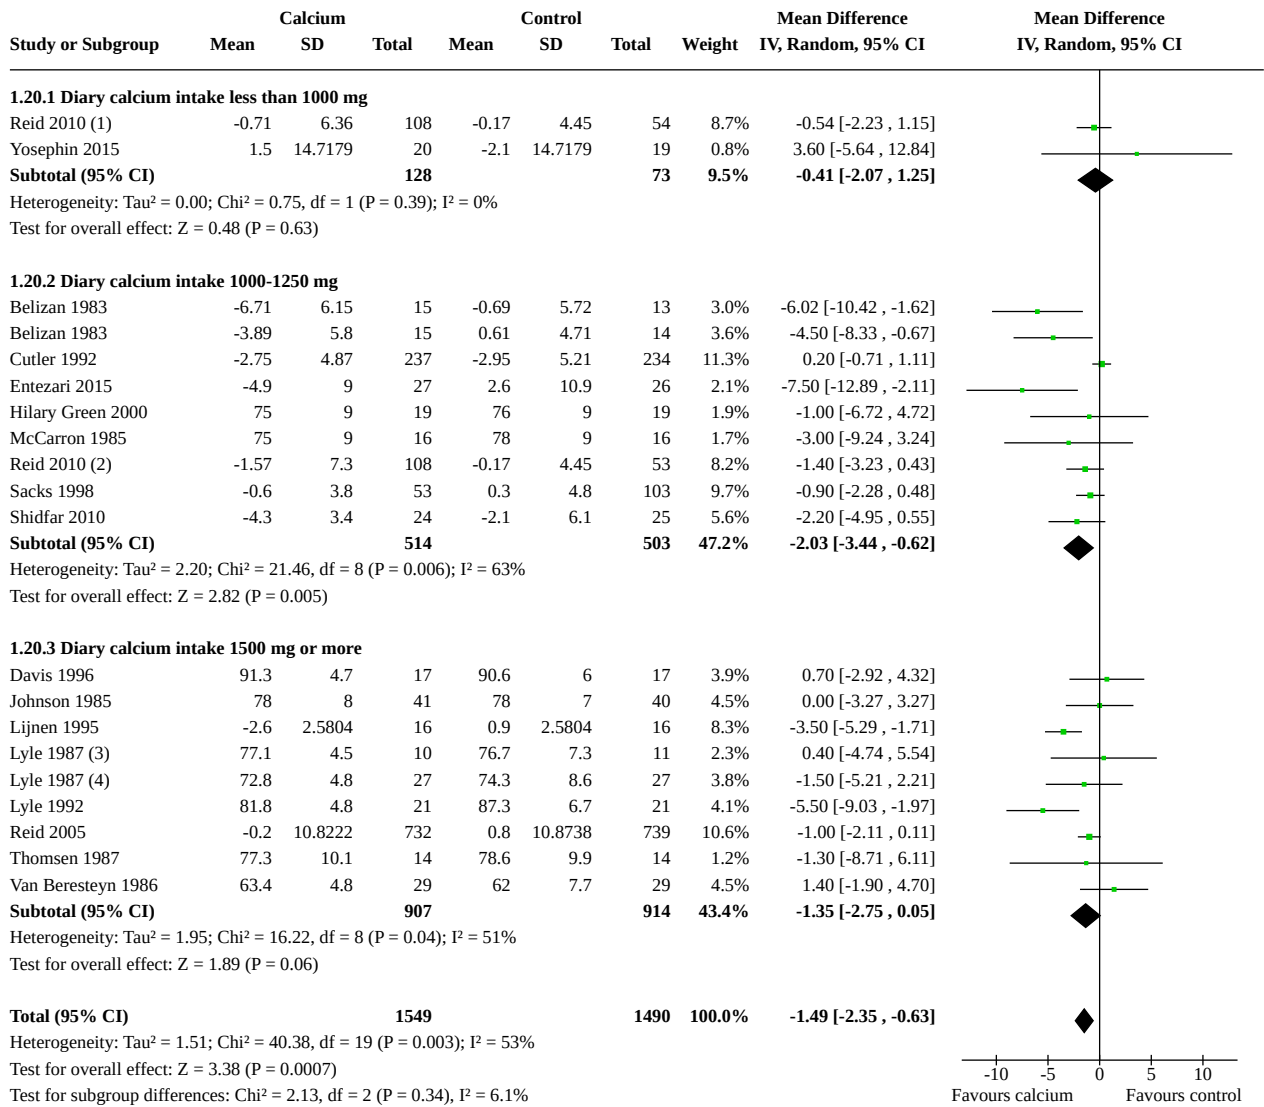 Calcium Control Mean Difference Mean Difference
Study or Subgroup Mean SD Total Mean SD Total Weight IV, Random, 95% CI IV, Random, 95% CI
1.20.1 Diary calcium intake less than 1000 mg
Reid 2010 (1) -0.71 6.36 108 -0.17 4.45 54 8.7% -0.54 [-2.23 , 1.15]
Yosephin 2015 1.5 14.7179 20 -2.1 14.7179 19 0.8% 3.60 [-5.64 , 12.84]
Subtotal (95% CI) 128 73 9.5% -0.41 [-2.07 , 1.25]
Heterogeneity: Tau² = 0.00; Chi² = 0.75, df = 1 (P = 0.39); I² = 0%
Test for overall effect: Z = 0.48 (P = 0.63)
1.20.2 Diary calcium intake 1000-1250 mg
Belizan 1983 -6.71 6.15 15 -0.69 5.72 13 3.0% -6.02 [-10.42 , -1.62]
Belizan 1983 -3.89 5.8 15 0.61 4.71 14 3.6% -4.50 [-8.33 , -0.67]
Cutler 1992 -2.75 4.87 237 -2.95 5.21 234 11.3% 0.20 [-0.71 , 1.11]
Entezari 2015 -4.9 9 27 2.6 10.9 26 2.1% -7.50 [-12.89 , -2.11]
Hilary Green 2000 75 9 19 76 9 19 1.9% -1.00 [-6.72 , 4.72]
McCarron 1985 75 9 16 78 9 16 1.7% -3.00 [-9.24 , 3.24]
Reid 2010 (2) -1.57 7.3 108 -0.17 4.45 53 8.2% -1.40 [-3.23 , 0.43]
Sacks 1998 -0.6 3.8 53 0.3 4.8 103 9.7% -0.90 [-2.28 , 0.48]
Shidfar 2010 -4.3 3.4 24 -2.1 6.1 25 5.6% -2.20 [-4.95 , 0.55]
Subtotal (95% CI) 514 503 47.2% -2.03 [-3.44 , -0.62]
Heterogeneity: Tau² = 2.20; Chi² = 21.46, df = 8 (P = 0.006); I² = 63%
Test for overall effect: Z = 2.82 (P = 0.005)
1.20.3 Diary calcium intake 1500 mg or more
Davis 1996 91.3 4.7 17 90.6 6 17 3.9% 0.70 [-2.92 , 4.32]
Johnson 1985 78 8 41 78 7 40 4.5% 0.00 [-3.27 , 3.27]
Lijnen 1995 -2.6 2.5804 16 0.9 2.5804 16 8.3% -3.50 [-5.29 , -1.71]
Lyle 1987 (3) 77.1 4.5 10 76.7 7.3 11 2.3% 0.40 [-4.74 , 5.54]
Lyle 1987 (4) 72.8 4.8 27 74.3 8.6 27 3.8% -1.50 [-5.21 , 2.21]
Lyle 1992 81.8 4.8 21 87.3 6.7 21 4.1% -5.50 [-9.03 , -1.97]
Reid 2005 -0.2 10.8222 732 0.8 10.8738 739 10.6% -1.00 [-2.11 , 0.11]
Thomsen 1987 77.3 10.1 14 78.6 9.9 14 1.2% -1.30 [-8.71 , 6.11]
Van Beresteyn 1986 63.4 4.8 29 62 7.7 29 4.5% 1.40 [-1.90 , 4.70]
Subtotal (95% CI) 907 914 43.4% -1.35 [-2.75 , 0.05]
Heterogeneity: Tau² = 1.95; Chi² = 16.22, df = 8 (P = 0.04); I² = 51%
Test for overall effect: Z = 1.89 (P = 0.06)
Total (95% CI) 1549 1490 100.0% -1.49 [-2.35 , -0.63]
Heterogeneity: Tau² = 1.51; Chi² = 40.38, df = 19 (P = 0.003); I² = 53%
Test for overall effect: Z = 3.38 (P = 0.0007)
-10 -5 0 5 10
Test for subgroup differences: Chi² = 2.13, df = 2 (P = 0.34), I² = 6.1%
Favours calcium Favours control